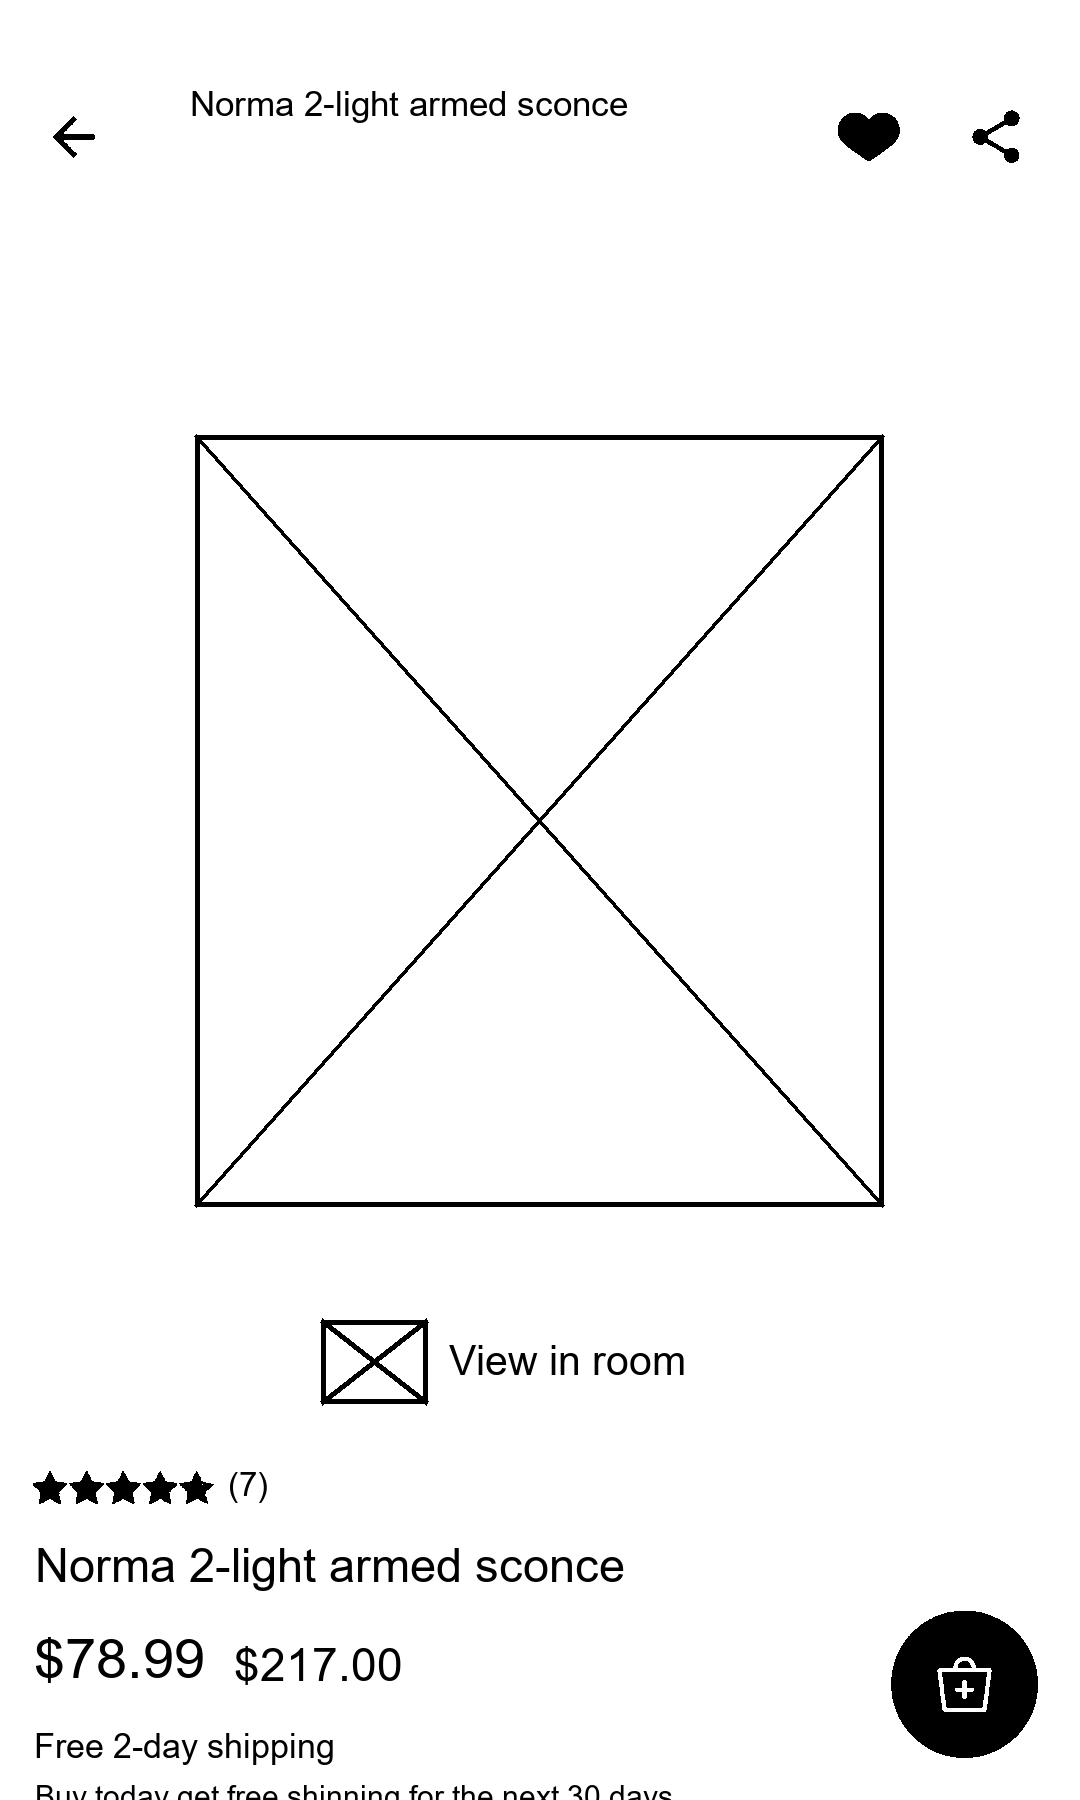 Norma 2-light armed sconce
View in room
(7)
Norma 2-light armed sconce
$78.99 $217.00
Free 2-day shipping
Buy today get free shipping for the next 30 days